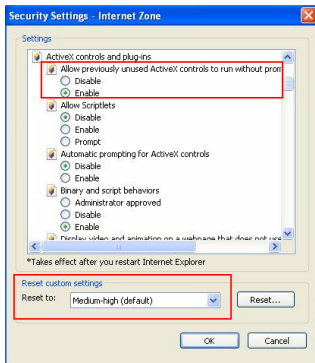 Security Settings - Internet Zone
Settings
ActiveX controls and plug-ins
Allow previously unused ActiveX controls to run without prom
Disable
Enable
Allow Scriptlets
Disable
Enable
Prompt
Automatic prompting for ActiveX controls
Disable
Enable
Binary and script behaviors
Administrator approved
Disable
Enable
Display video and animation on a webpage that does not use
*Takes effect after you restart Internet Explorer
Reset custom settings
Reset to: Medium-high (default) Reset...
OK Cancel